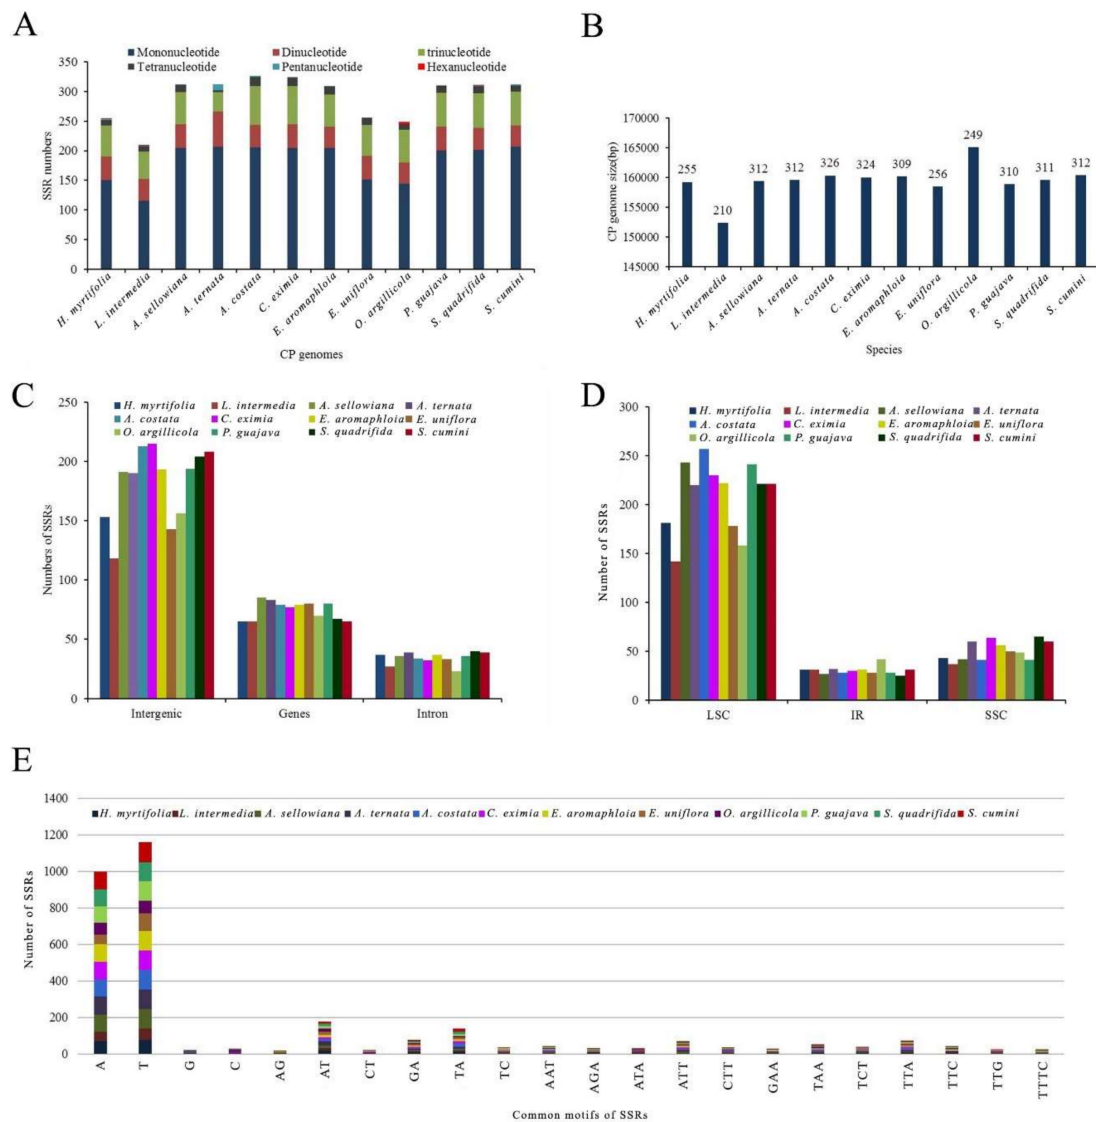 A
Mononucleotide Dinucleotide trinucleotide
Tetranucleotide Pentanucleotide Hexanucleotide
SSR numbers
350
300
250
200
150
100
50
0
H. myrtifolia L. intermedia A. sellowiana A. ternata A. costata C. eximia E. aromaphloia E. uniflora O. argillicola P. guajava S. quadrifida S. cumini
CP genomes
B
CP genome size(bp)
170000
165000
160000
155000
150000
145000
255 210 312 312 326 324 309 256 249 310 311 312
H. myrtifolia L. intermedia A. sellowiana A. ternata A. costata C. eximia E. aromaphloia E. uniflora O. argillicola P. guajava S. quadrifida S. cumini
Species
C
H. myrtifolia L. intermedia A. sellowiana A. ternata
A. costata C. eximia E. aromaphloia E. uniflora
O. argillicola P. guajava S. quadrifida S. cumini
Numbers of SSRs
250
200
150
100
50
0
Intergenic Genes Intron
D
H. myrtifolia L. intermedia A. sellowiana A. ternata
A. costata C. eximia E. aromaphloia E. uniflora
O. argillicola P. guajava S. quadrifida S. cumini
Number of SSRs
300
250
200
150
100
50
0
LSC IR SSC
E
H. myrtifolia L. intermedia A. sellowiana A. ternata A. costata C. eximia E. aromaphloia E. uniflora O. argillicola P. guajava S. quadrifida S. cumini
Number of SSRs
1400
1200
1000
800
600
400
200
0
A T G C AG AT CT GA TA TC AAT AGA ATA ATT CTT GAA TAA TCT TTA TTC TTG TTTC
Common motifs of SSRs